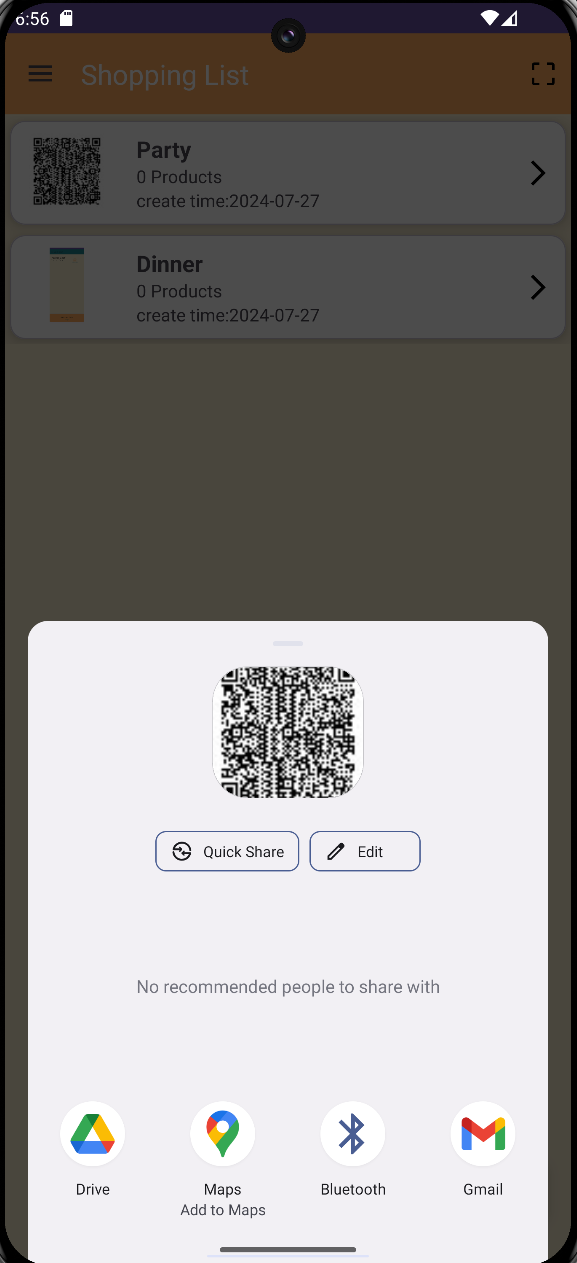 6:56
Shopping List
Party
0 Products
create time:2024-07-27
Dinner
0 Products
create time:2024-07-27
Quick Share
Edit
No recommended people to share with
Drive
Maps
Add to Maps
Bluetooth
Gmail